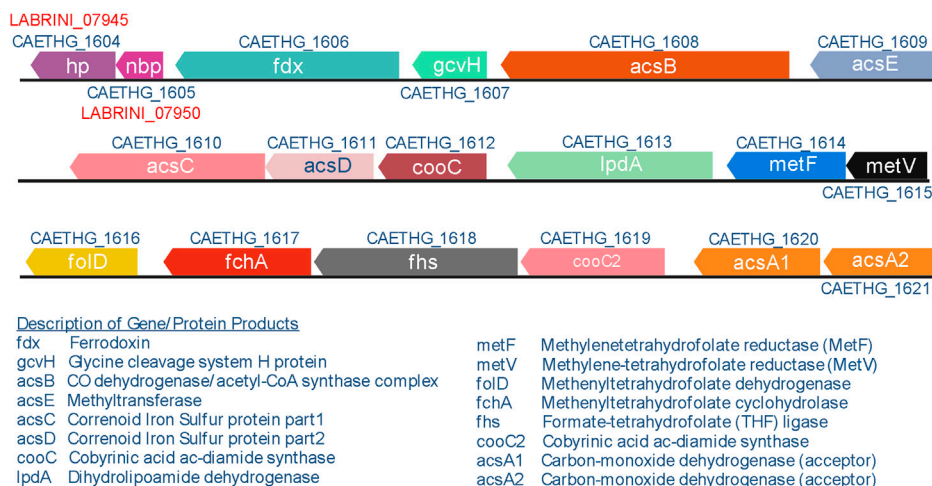 LABRINI_07945
CAETHG_1604 CAETHG_1606 CAETHG_1608 CAETHG_1609
hp nbp fdx gcvH acsB acsE
CAETHG_1605 CAETHG_1607
LABRINI_07950
CAETHG_1610 CAETHG_1611 CAETHG_1612 CAETHG_1613 CAETHG_1614
acsC acsD cooC lpdA metF metV
CAETHG_1615
CAETHG_1616 CAETHG_1617 CAETHG_1618 CAETHG_1619 CAETHG_1620
folD fchA fhs cooC2 acsA1 acsA2
CAETHG_1621
Description of Gene/Protein Products
fdx Ferrodoxin
gcvH Glycine cleavage system H protein
acsB CO dehydrogenase/acetyl-CoA synthase complex
acsE Methyltransferase
acsC Correnoid Iron Sulfur protein part1
acsD Correnoid Iron Sulfur protein part2
cooC Cobyrinic acid ac-diamide synthase
lpdA Dihydrolipoamide dehydrogenase
metF Methylenetetrahydrofolate reductase (MetF)
metV Methylene-tetrahydrofolate reductase (MetV)
folD Methenyltetrahydrofolate dehydrogenase
fchA Methenyltetrahydrofolate cyclohydrolase
fhs Formate-tetrahydrofolate (THF) ligase
cooC2 Cobyrinic acid ac-diamide synthase
acsA1 Carbon-monoxide dehydrogenase (acceptor)
acsA2 Carbon-monoxide dehydrogenase (acceptor)